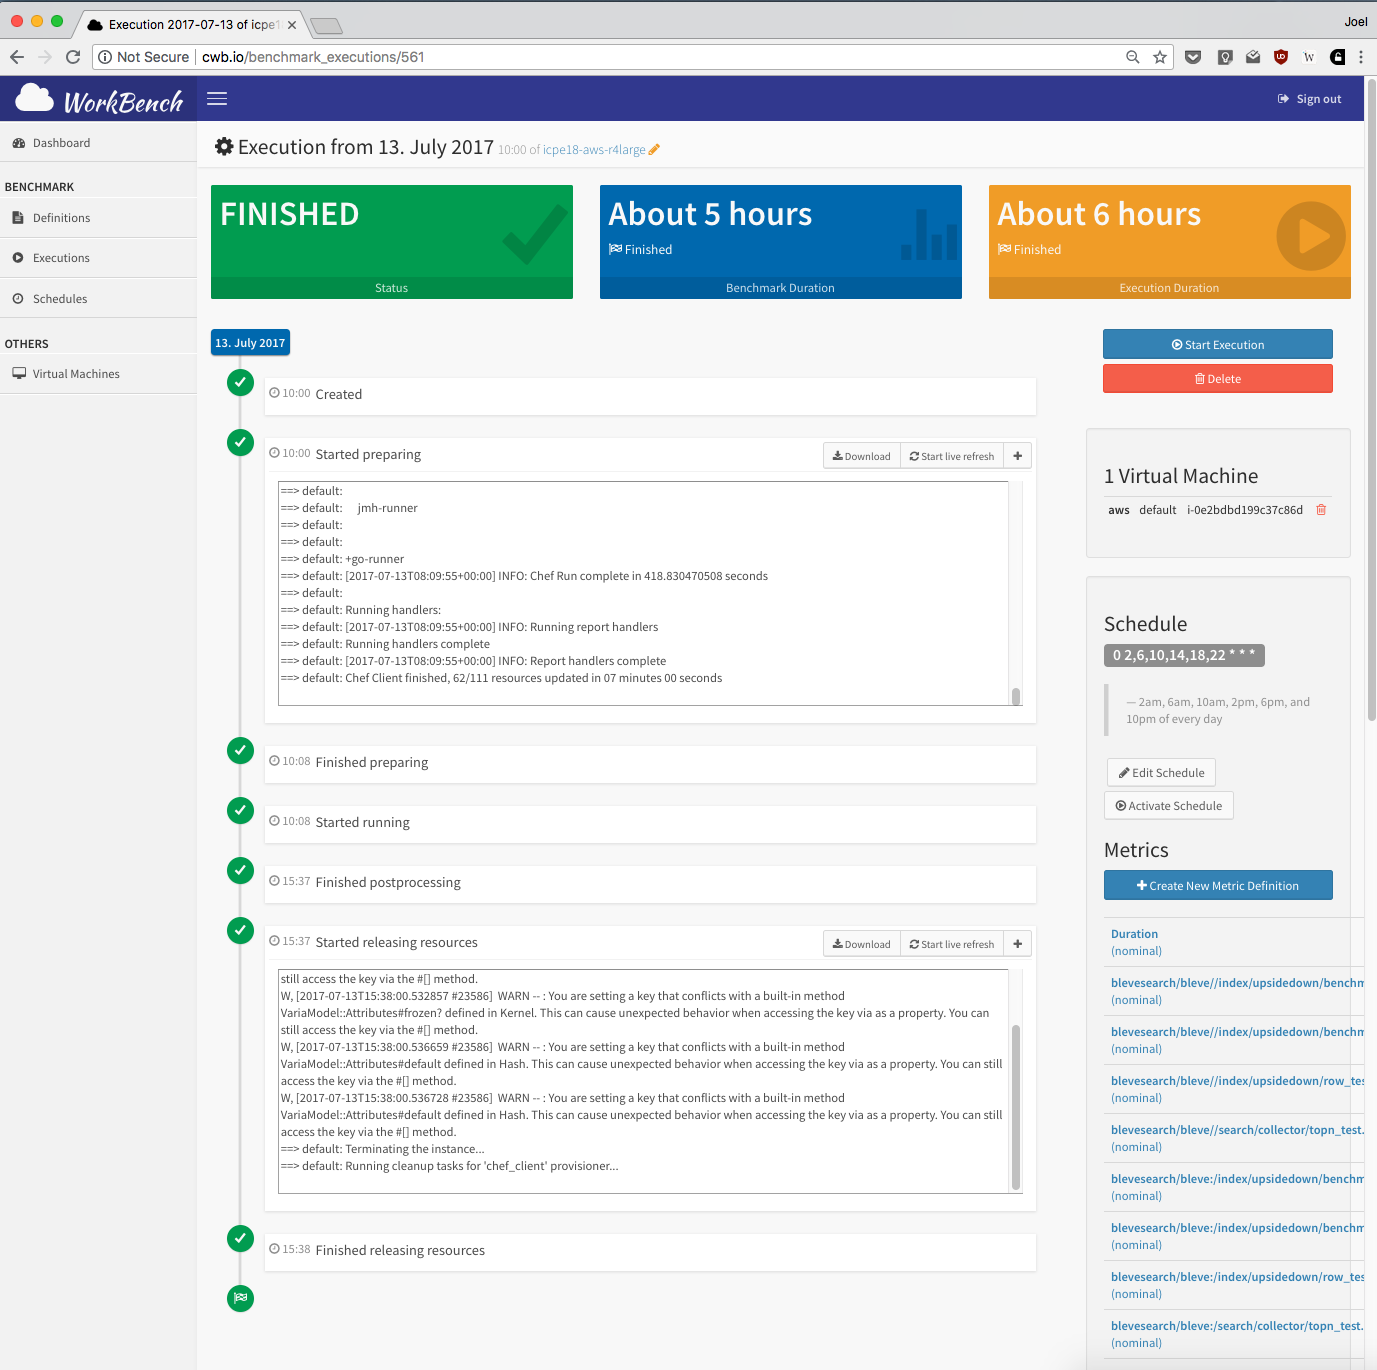 Execution 2017-07-13 of icpe1
Joel
Not Secure
cwb.io/benchmark_executions/561
WorkBench
Sign out
Dashboard
BENCHMARK
Definitions
Executions
Schedules
OTHERS
Virtual Machines
Execution from 13. July 2017 10:00 of icpe18-aws-r4large
FINISHED
Status
About 5 hours
Finished
Benchmark Duration
About 6 hours
Finished
Execution Duration
13. July 2017
10:00 Created
10:00 Started preparing
Download
Start live refresh
==> default:
==> default: jmh-runner
==> default:
==> default:
==> default: +go-runner
==> default: [2017-07-13T08:09:55+00:00] INFO: Chef Run complete in 418.830470508 seconds
==> default:
==> default: Running handlers:
==> default: [2017-07-13T08:09:55+00:00] INFO: Running report handlers
==> default: Running handlers complete
==> default: [2017-07-13T08:09:55+00:00] INFO: Report handlers complete
==> default: Chef Client finished, 62/111 resources updated in 07 minutes 00 seconds
10:08 Finished preparing
10:08 Started running
15:37 Finished postprocessing
15:37 Started releasing resources
Download
Start live refresh
still access the key via the #[] method.
W, [2017-07-13T15:38:00.532857 #23586] WARN -- : You are setting a key that conflicts with a built-in method
VariaModel::Attributes#frozen? defined in Kernel. This can cause unexpected behavior when accessing the key via as a property. You can
still access the key via the #[] method.
W, [2017-07-13T15:38:00.536659 #23586] WARN -- : You are setting a key that conflicts with a built-in method
VariaModel::Attributes#default defined in Hash. This can cause unexpected behavior when accessing the key via as a property. You can still
access the key via the #[] method.
W, [2017-07-13T15:38:00.536728 #23586] WARN -- : You are setting a key that conflicts with a built-in method
VariaModel::Attributes#default defined in Hash. This can cause unexpected behavior when accessing the key via as a property. You can still
access the key via the #[] method.
==> default: Terminating the instance...
==> default: Running cleanup tasks for 'chef_client' provisioner...
15:38 Finished releasing resources
Start Execution
Delete
1 Virtual Machine
aws default i-0e2bdbd199c37c86d
Schedule
0 2,6,10,14,18,22 * * *
— 2am, 6am, 10am, 2pm, 6pm, and
10pm of every day
Edit Schedule
Activate Schedule
Metrics
Create New Metric Definition
Duration
(nominal)
blevesearch/bleve//index/upsidedown/benchm
(nominal)
blevesearch/bleve//index/upsidedown/benchm
(nominal)
blevesearch/bleve//index/upsidedown/row_tes
(nominal)
blevesearch/bleve//search/collector/topn_test.
(nominal)
blevesearch/bleve:/index/upsidedown/benchm
(nominal)
blevesearch/bleve:/index/upsidedown/benchm
(nominal)
blevesearch/bleve:/index/upsidedown/row_tes
(nominal)
blevesearch/bleve:/search/collector/topn_test.
(nominal)